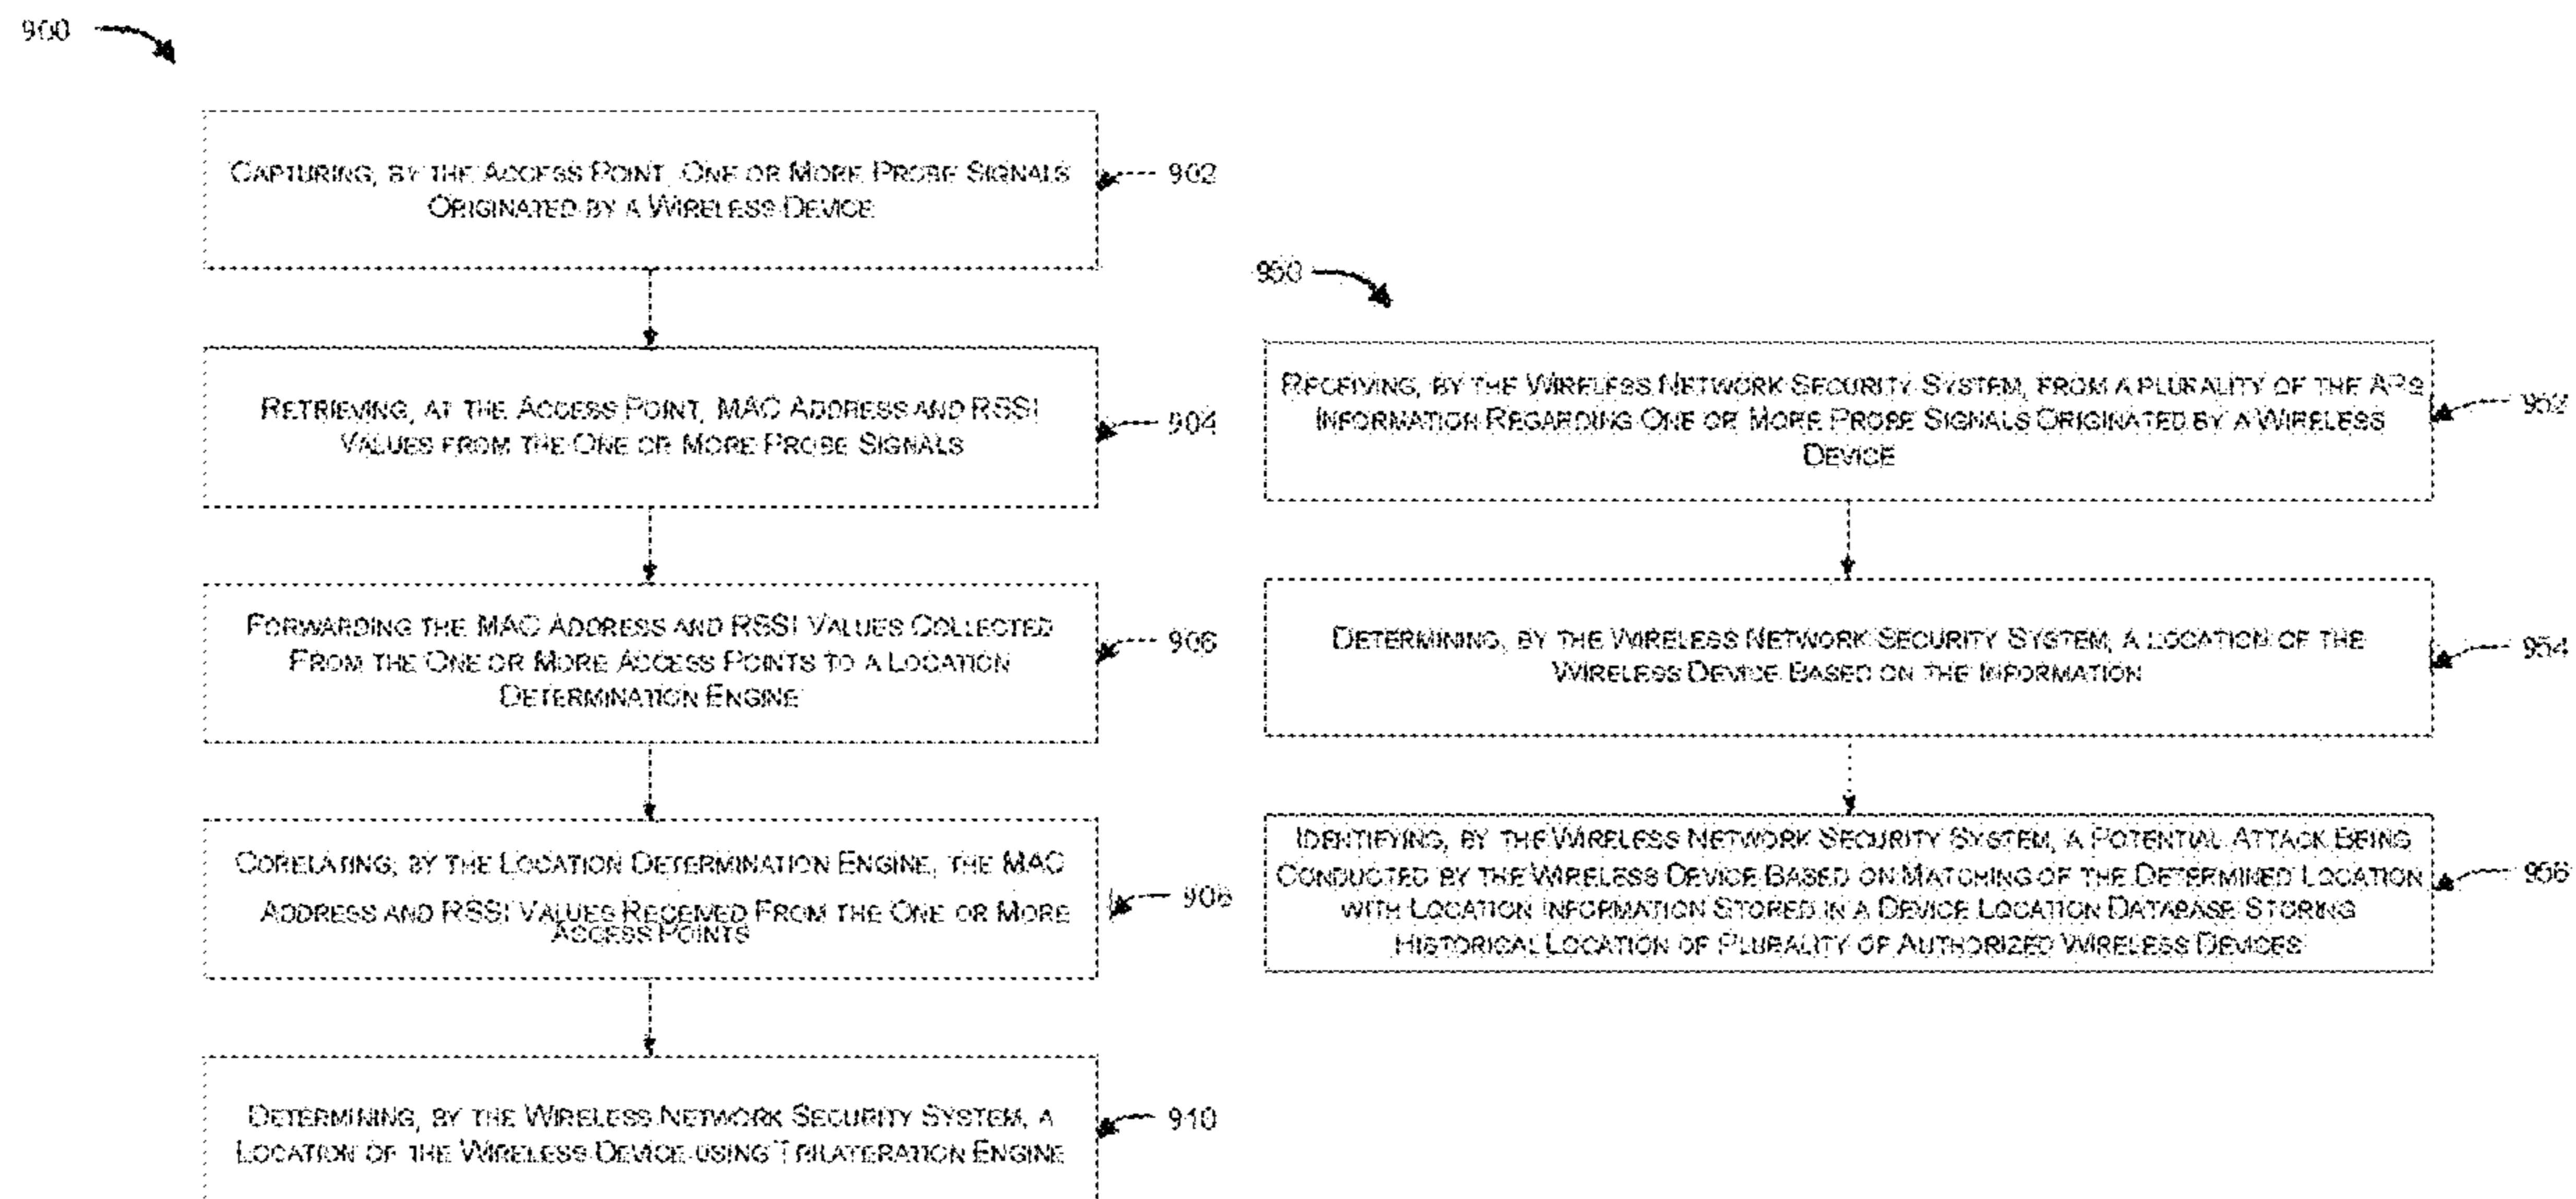 900
CAPTURING, BY THE ACCESS POINT, ONE OR MORE PROBE SIGNALS
ORIGINATED BY A WIRELESS DEVICE
902
RETRIEVING, AT THE ACCESS POINT, MAC ADDRESS AND RSSI
VALUES FROM THE ONE OR MORE PROBE SIGNALS
904
FORWARDING THE MAC ADDRESS AND RSSI VALUES COLLECTED
FROM THE ONE OR MORE ACCESS POINTS TO A LOCATION
DETERMINATION ENGINE
906
CORELATING, BY THE LOCATION DETERMINATION ENGINE, THE MAC
ADDRESS AND RSSI VALUES RECEIVED FROM THE ONE OR MORE
ACCESS POINTS
DETERMINING, BY THE WIRELESS NETWORK SECURITY SYSTEM, A
LOCATION OF THE WIRELESS DEVICE USING TRILATERATION ENGINE
910
950
RECEIVING, BY THE WIRELESS NETWORK SECURITY SYSTEM, FROM A PLURALITY OF THE APS
INFORMATION REGARDING ONE OR MORE PROBE SIGNALS ORIGINATED BY A WIRELESS
DEVICE
952
DETERMINING, BY THE WIRELESS NETWORK SECURITY SYSTEM, A LOCATION OF THE
WIRELESS DEVICE BASED ON THE INFORMATION
954
IDENTIFYING, BY THE WIRELESS NETWORK SECURITY SYSTEM, A POTENTIAL ATTACK BEING
CONDUCTED BY THE WIRELESS DEVICE BASED ON MATCHING OF THE DETERMINED LOCATION
WITH LOCATION INFORMATION STORED IN A DEVICE LOCATION DATABASE STORING
HISTORICAL LOCATION OF PLURALITY OF AUTHORIZED WIRELESS DEVICES
956